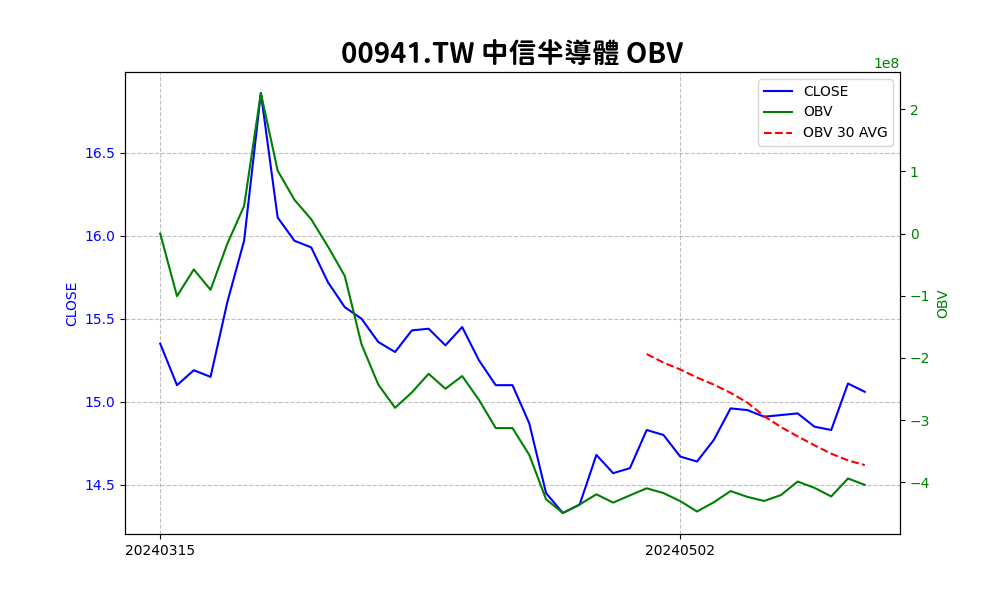 00941.TW 中信半導體 OBV
1e8
CLOSE
OBV
OBV 30 AVG
16.5
16.0
15.5
15.0
14.5
CLOSE
2
1
0
−1
−2
−3
−4
OBV
20240315
20240502